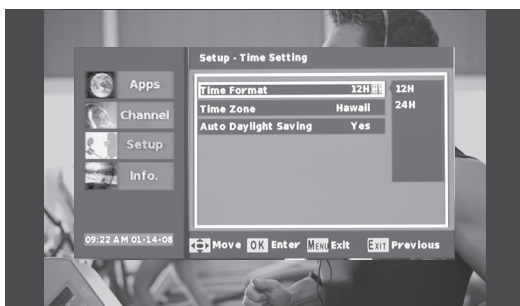 Setup - Time Setting
Apps
Channel
Setup
Info.
Time Format 12H
Time Zone Hawaii
Auto Daylight Saving Yes
12H
24H
09:22 AM 01-14-08
Move OK Enter MENU Exit EXIT Previous